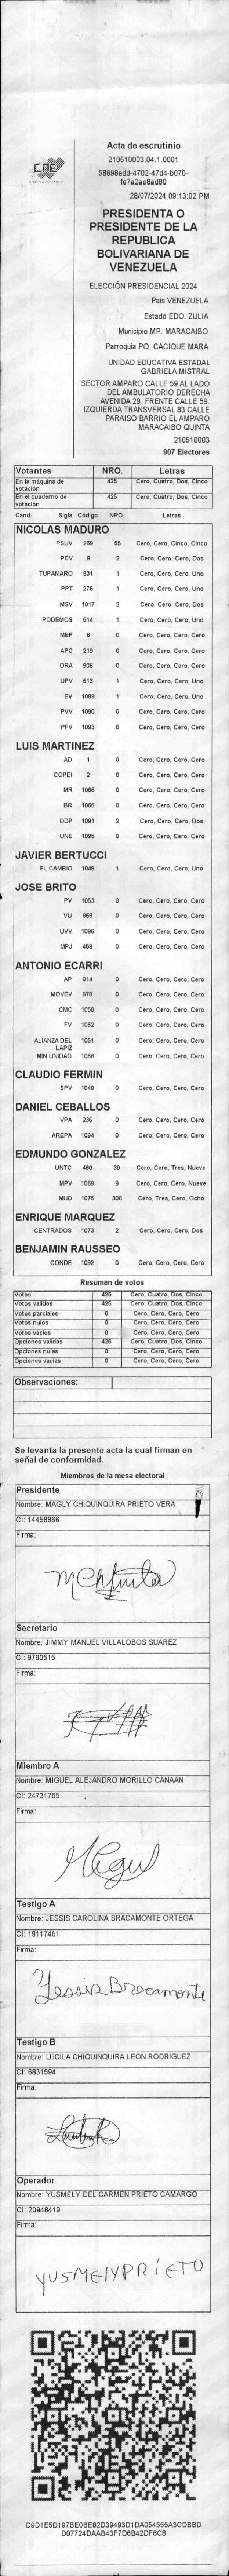 CNE
Acta de escrutinio
210510003.04.1.0001
58698edd-4702-47d4-b070-
fe7a2ae8ad80
28/07/2024 09:13:02 PM
PRESIDENTA O
PRESIDENTE DE LA
REPUBLICA
BOLIVARIANA DE
VENEZUELA
ELECCIÓN PRESIDENCIAL 2024
Pais VENEZUELA
Estado EDO. ZULIA
Municipio MP. MARACAIBO
Parroquia PQ. CACIQUE MARA
UNIDAD EDUCATIVA ESTADAL
GABRIELA MISTRAL
SECTOR AMPARO CALLE 59 AL LADO
DEL AMBULATORIO DERECHA
AVENIDA 29. FRENTE CALLE 59.
IZQUIERDA TRANSVERSAL 83 CALLE
PARAISO BARRIO EL AMPARO
MARACAIBO QUINTA
210510003
907 Electores
Votantes NRO. Letras
En la máquina de votación 425 Cero, Cuatro, Dos, Cinco
En el cuaderno de votación 425 Cero, Cuatro, Dos, Cinco
Cand. Sigla Código NRO. Letras
NICOLAS MADURO
PSUV 269 55 Cero, Cero, Cinco, Cinco
PCV 9 2 Cero, Cero, Cero, Dos
TUPAMARO 931 1 Cero, Cero, Cero, Uno
PPT 276 1 Cero, Cero, Cero, Uno
MSV 1017 2 Cero, Cero, Cero, Dos
PODEMOS 514 1 Cero, Cero, Cero, Uno
MEP 6 0 Cero, Cero, Cero, Cero
APC 219 0 Cero, Cero, Cero, Cero
ORA 906 0 Cero, Cero, Cero, Cero
UPV 513 1 Cero, Cero, Cero, Uno
EV 1089 1 Cero, Cero, Cero, Uno
PVV 1090 0 Cero, Cero, Cero, Cero
PFV 1093 0 Cero, Cero, Cero, Cero
LUIS MARTINEZ
AD 1 0 Cero, Cero, Cero, Cero
COPEI 2 0 Cero, Cero, Cero, Cero
MR 1065 0 Cero, Cero, Cero, Cero
BR 1066 0 Cero, Cero, Cero, Cero
DDP 1091 2 Cero, Cero, Cero, Dos
UNE 1095 0 Cero, Cero, Cero, Cero
JAVIER BERTUCCI
EL CAMBIO 1048 1 Cero, Cero, Cero, Uno
JOSE BRITO
PV 1053 0 Cero, Cero, Cero, Cero
VU 868 0 Cero, Cero, Cero, Cero
UVV 1096 0 Cero, Cero, Cero, Cero
MPJ 458 0 Cero, Cero, Cero, Cero
ANTONIO ECARRI
AP 814 0 Cero, Cero, Cero, Cero
MOVEV 676 0 Cero, Cero, Cero, Cero
CMC 1050 0 Cero, Cero, Cero, Cero
FV 1062 0 Cero, Cero, Cero, Cero
ALIANZA DEL LAPIZ 1051 0 Cero, Cero, Cero, Cero
MIN UNIDAD 1068 0 Cero, Cero, Cero, Cero
CLAUDIO FERMIN
SPV 1049 0 Cero, Cero, Cero, Cero
DANIEL CEBALLOS
VPA 236 0 Cero, Cero, Cero, Cero
AREPA 1094 0 Cero, Cero, Cero, Cero
EDMUNDO GONZALEZ
UNTC 460 39 Cero, Cero, Tres, Nueve
MPV 1069 9 Cero, Cero, Cero, Nueve
MUD 1075 308 Cero, Tres, Cero, Ocho
ENRIQUE MARQUEZ
CENTRADOS 1073 2 Cero, Cero, Cero, Dos
BENJAMIN RAUSSEO
CONDE 1092 0 Cero, Cero, Cero, Cero
Resumen de votos
Votos 425 Cero, Cuatro, Dos, Cinco
Votos validos 425 Cero, Cuatro, Dos, Cinco
Votos parciales 0 Cero, Cero, Cero, Cero
Votos nulos 0 Cero, Cero, Cero, Cero
Votos vacios 0 Cero, Cero, Cero, Cero
Opciones validas 425 Cero, Cuatro, Dos, Cinco
Opciones nulas 0 Cero, Cero, Cero, Cero
Opciones vacias 0 Cero, Cero, Cero, Cero
Observaciones:
Se levanta la presente acta la cual firman en
señal de conformidad.
Miembros de la mesa electoral
Presidente
Nombre: MAGLY CHIQUINQUIRA PRIETO VERA
CI: 14458866
Firma:
Secretario
Nombre: JIMMY MANUEL VILLALOBOS SUAREZ
CI: 9790515
Firma:
Miembro A
Nombre: MIGUEL ALEJANDRO MORILLO CANAAN
CI: 24731765
Firma:
Testigo A
Nombre: JESSIS CAROLINA BRACAMONTE ORTEGA
CI: 19117461
Firma:
Yessis Bracamonte
Testigo B
Nombre: LUCILA CHIQUINQUIRA LEON RODRIGUEZ
CI: 6831594
Firma:
Operador
Nombre: YUSMELY DEL CARMEN PRIETO CAMARGO
CI: 20948419
Firma:
YUSMELY PRIETO
D9D1E5D197BE0BE82D39493D1DA054555A3CDBBD
D07724DAAB43F7D6B42DF6C8